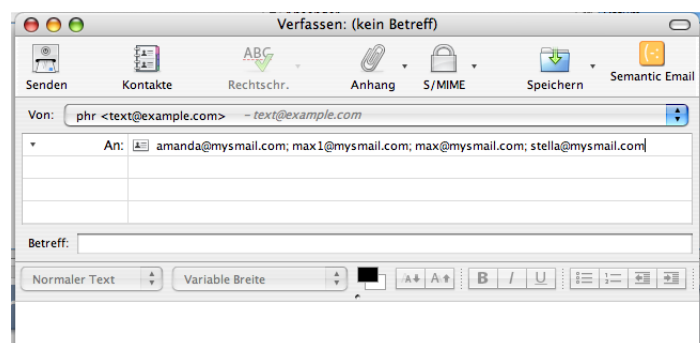 Verfassen: (kein Betreff)
ABC
Senden Kontakte Rechtschr. Anhang S/MIME Speichern Semantic Email
Von: phr <text@example.com> – text@example.com
An: amanda@mysmail.com; max1@mysmail.com; max@mysmail.com; stella@mysmail.com
Betreff:
Normaler Text Variable Breite A A B I U